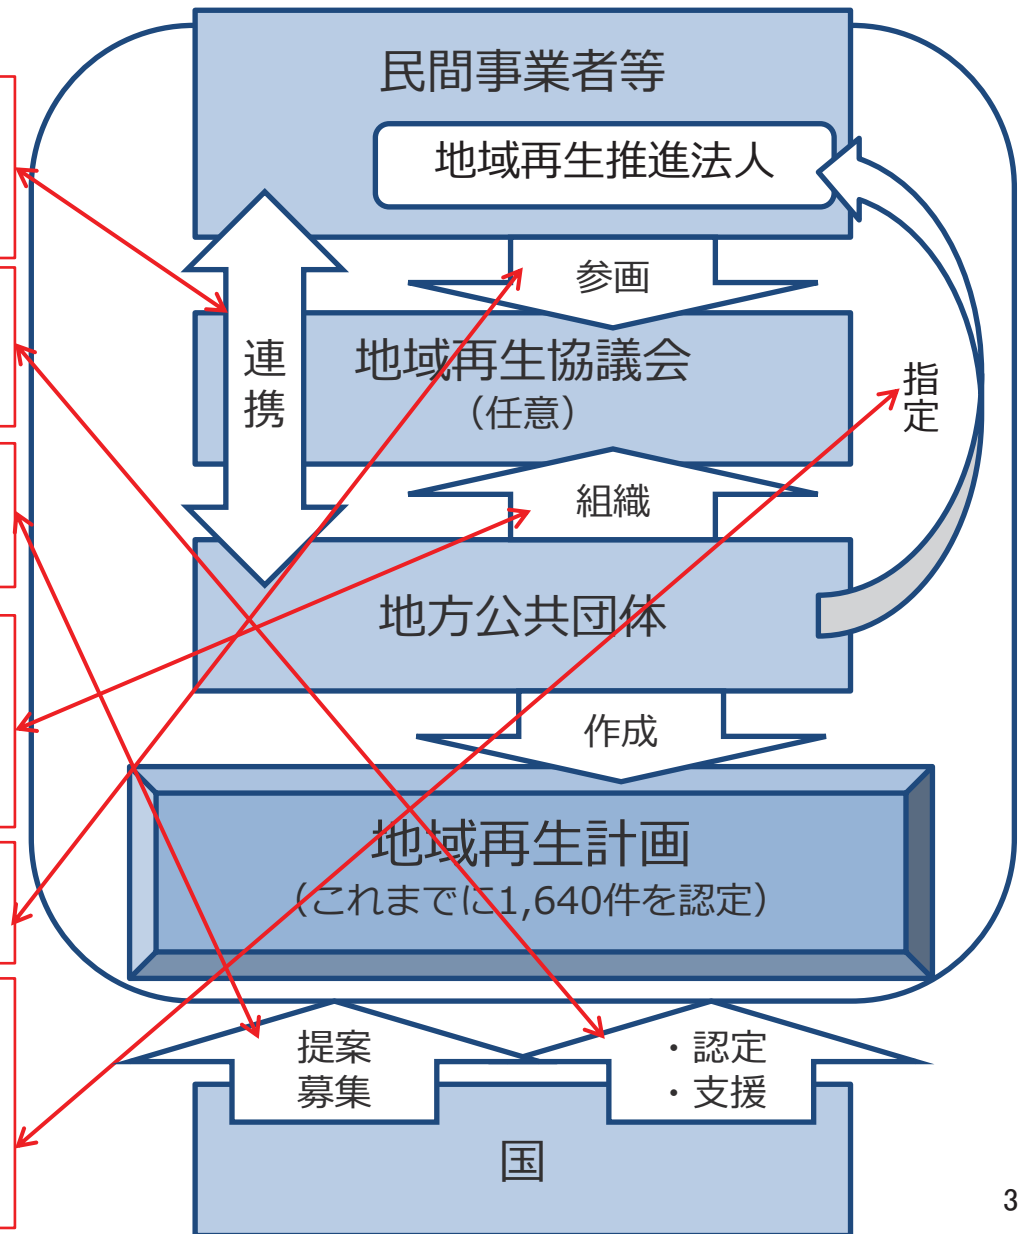 民間事業者等
地域再生推進法人
参画
連携
地域再生協議会
（任意）
指定
組織
地方公共団体
作成
地域再生計画
（これまでに1,640件を認定）
提案
募集
・認定
・支援
国
3